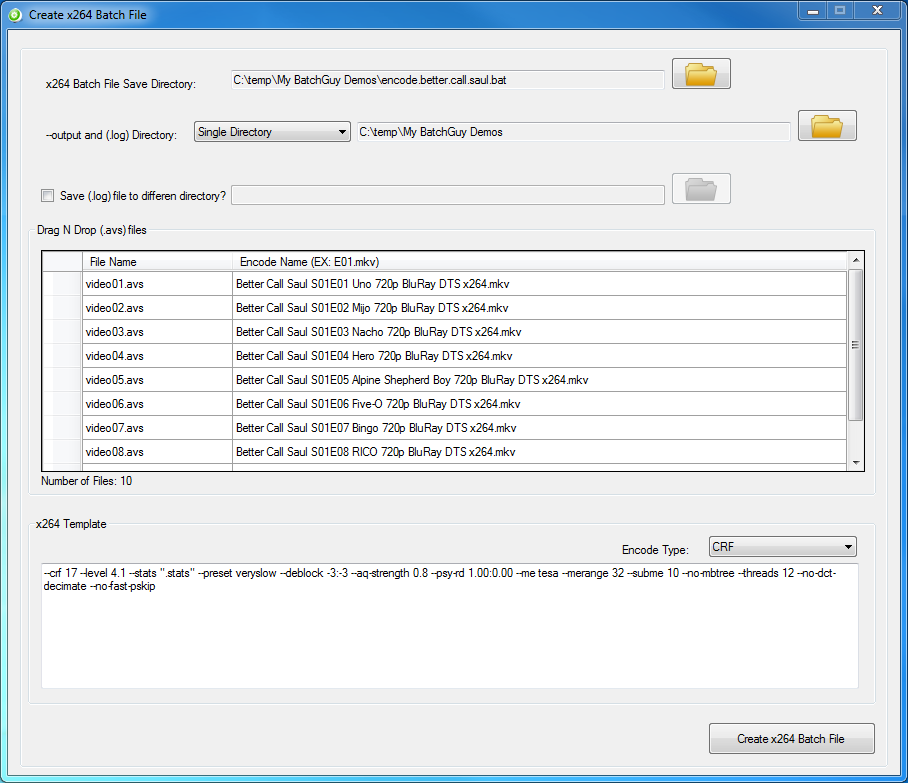 Create x264 Batch File
x264 Batch File Save Directory: C:\temp\My BatchGuy Demos\encode.better.call.saul.bat
--output and (.log) Directory: Single Directory C:\temp\My BatchGuy Demos
Save (.log) file to differen directory?
Drag N Drop (.avs) files
File Name Encode Name (EX: E01.mkv)
video01.avs Better Call Saul S01E01 Uno 720p BluRay DTS x264.mkv
video02.avs Better Call Saul S01E02 Mijo 720p BluRay DTS x264.mkv
video03.avs Better Call Saul S01E03 Nacho 720p BluRay DTS x264.mkv
video04.avs Better Call Saul S01E04 Hero 720p BluRay DTS x264.mkv
video05.avs Better Call Saul S01E05 Alpine Shepherd Boy 720p BluRay DTS x264.mkv
video06.avs Better Call Saul S01E06 Five-O 720p BluRay DTS x264.mkv
video07.avs Better Call Saul S01E07 Bingo 720p BluRay DTS x264.mkv
video08.avs Better Call Saul S01E08 RICO 720p BluRay DTS x264.mkv
Number of Files: 10
x264 Template
Encode Type: CRF
--crf 17 --level 4.1 --stats ".stats" --preset veryslow --deblock -3:-3 --aq-strength 0.8 --psy-rd 1.00:0.00 --me tesa --merange 32 --subme 10 --no-mbtree --threads 12 --no-dct-
decimate --no-fast-pskip
Create x264 Batch File